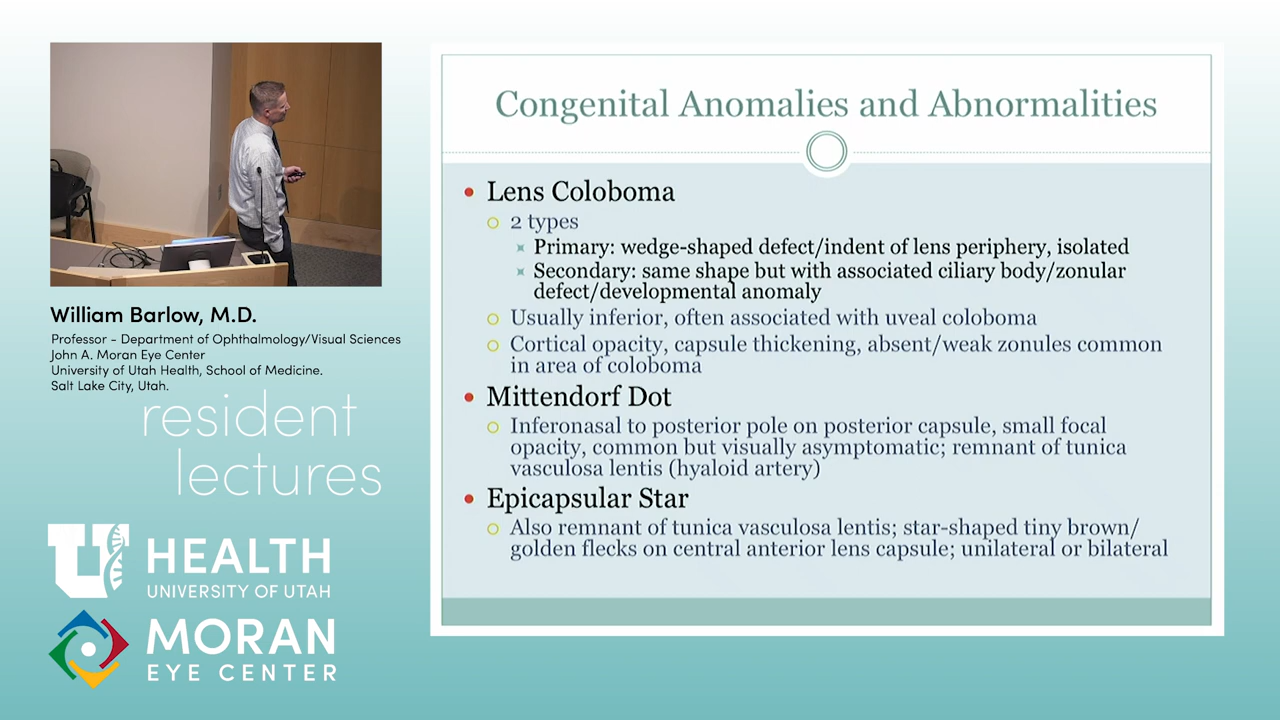 William Barlow, M.D.
Professor - Department of Ophthalmology/Visual Sciences
John A. Moran Eye Center
University of Utah Health, School of Medicine.
Salt Lake City, Utah.
resident
lectures
U
HEALTH
UNIVERSITY OF UTAH
MORAN
EYE CENTER
Congenital Anomalies and Abnormalities
Lens Coloboma
2 types
Primary: wedge-shaped defect/indent of lens periphery, isolated
Secondary: same shape but with associated ciliary body/zonular
defect/developmental anomaly
Usually inferior, often associated with uveal coloboma
Cortical opacity, capsule thickening, absent/weak zonules common
in area of coloboma
Mittendorf Dot
Inferonasal to posterior pole on posterior capsule, small focal
opacity, common but visually asymptomatic; remnant of tunica
vasculosa lentis (hyaloid artery)
Epicapsular Star
Also remnant of tunica vasculosa lentis; star-shaped tiny brown/
golden flecks on central anterior lens capsule; unilateral or bilateral